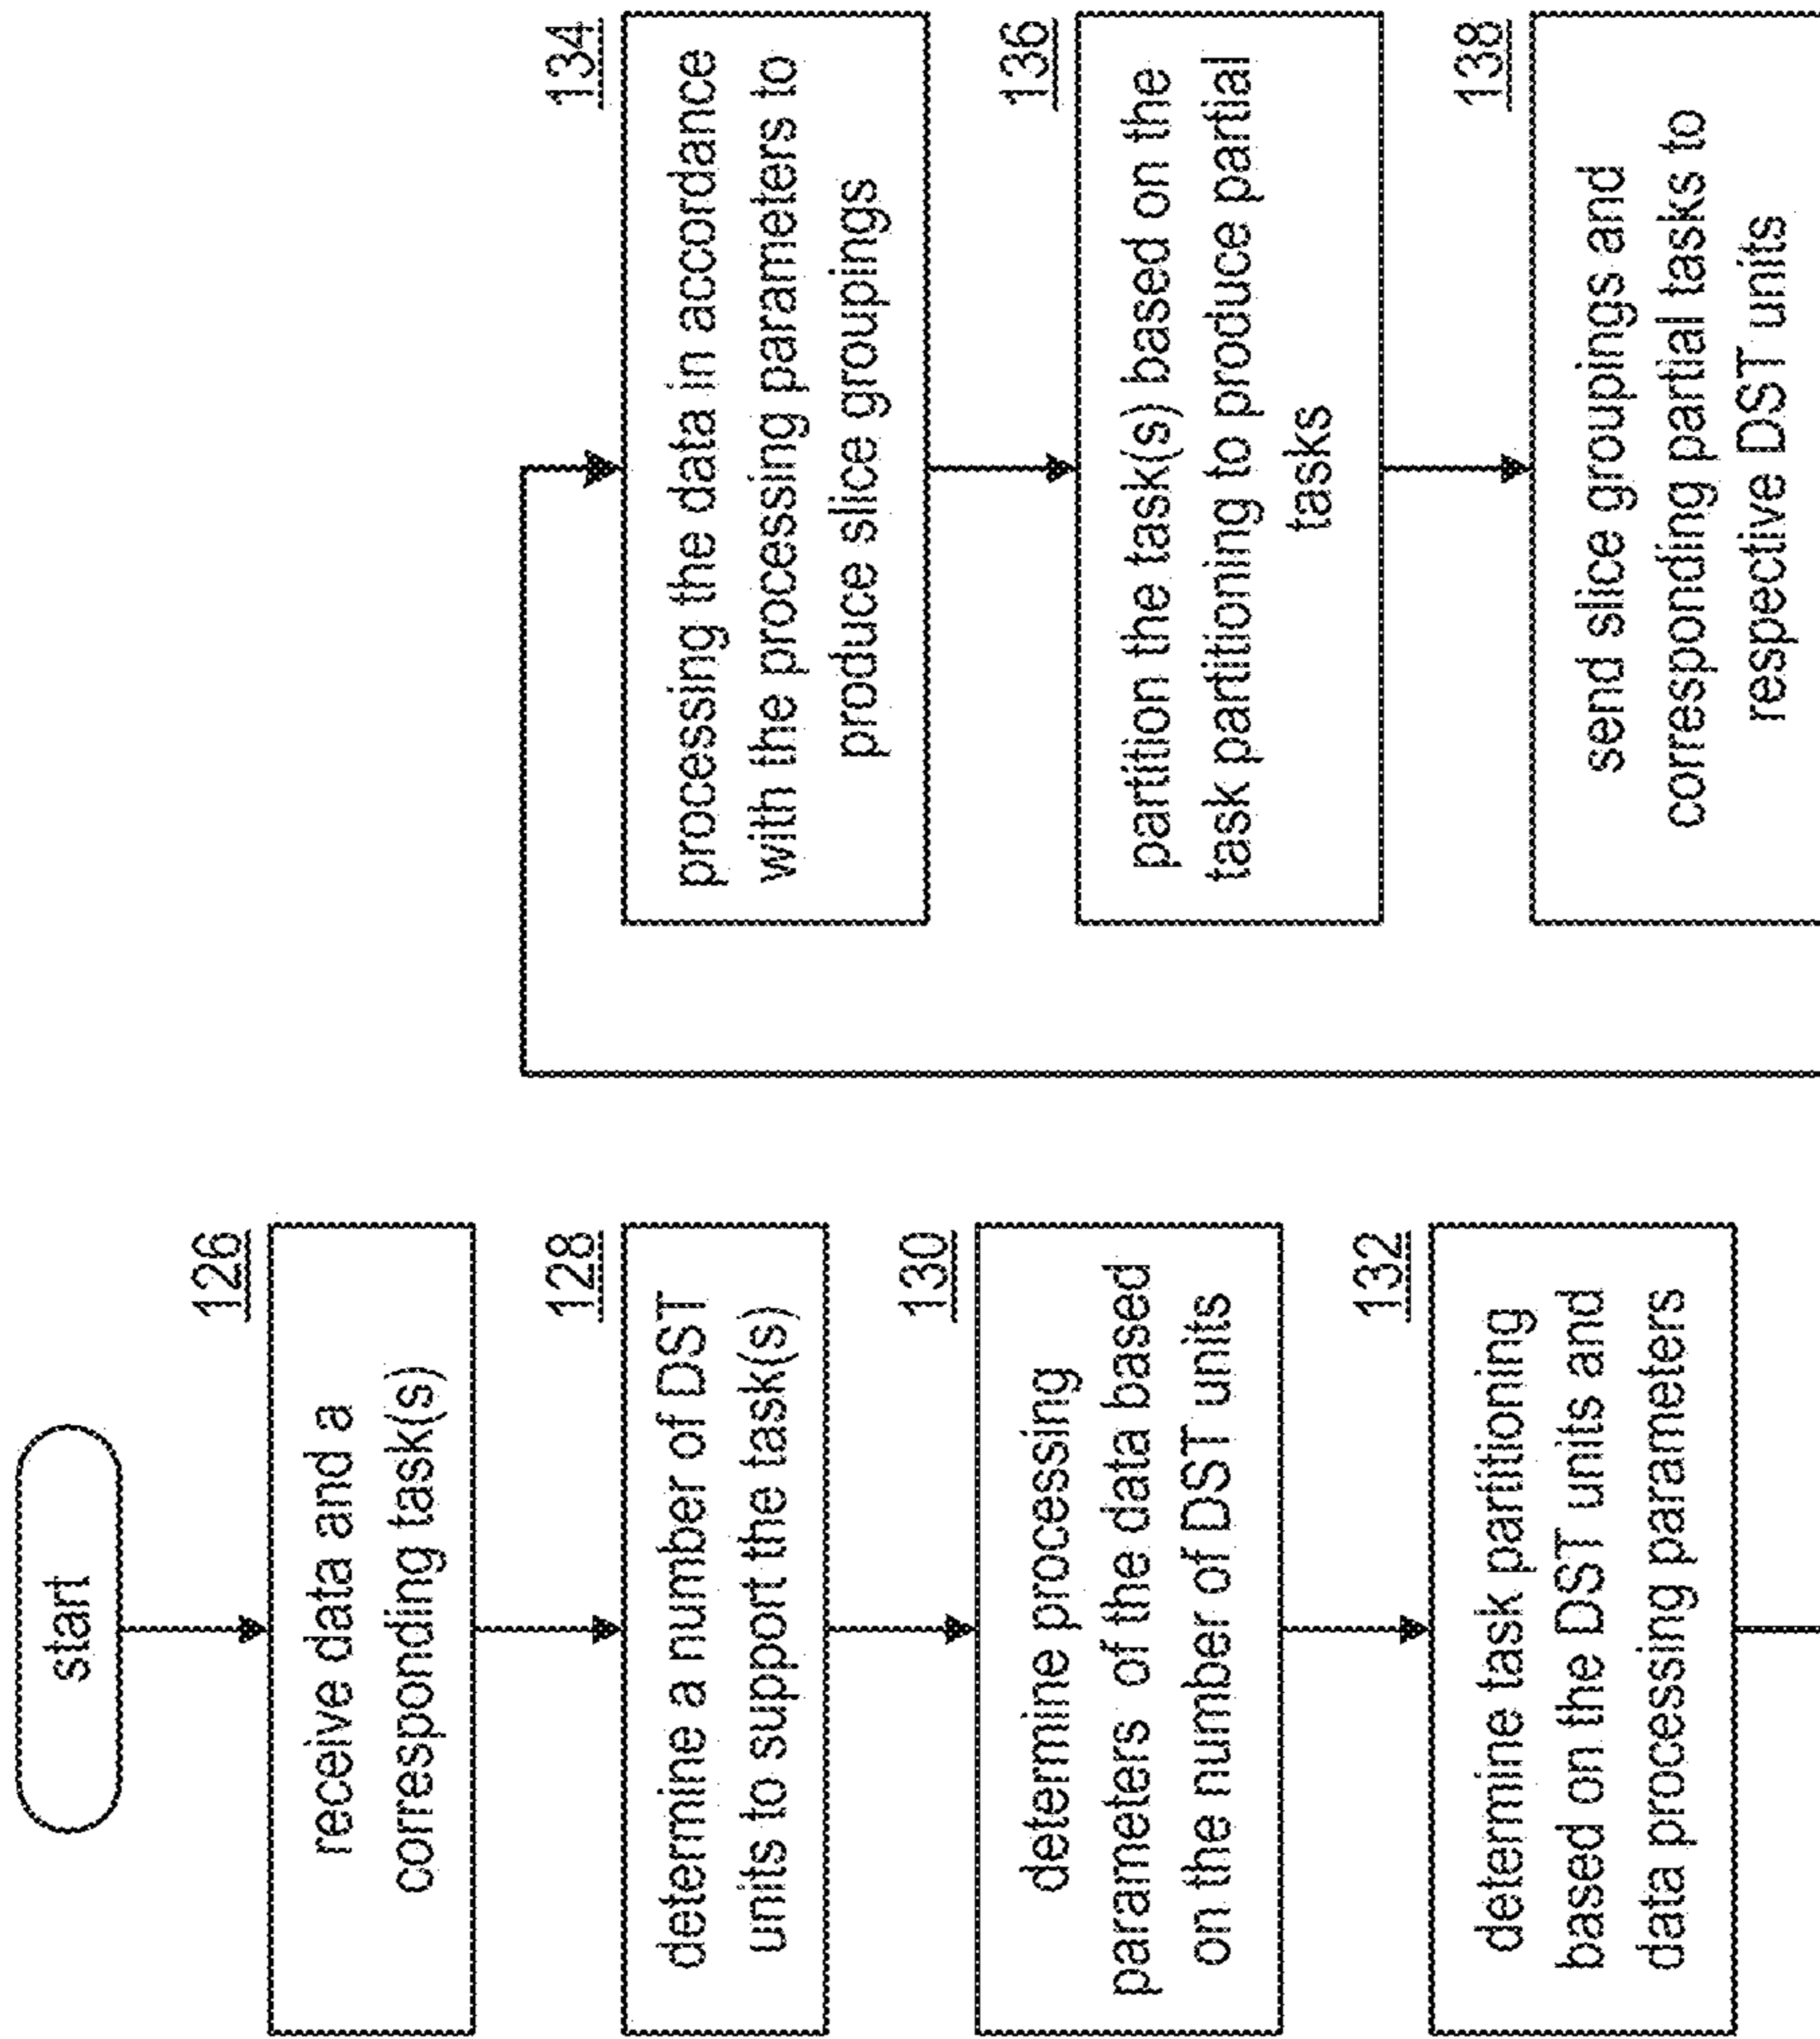 start
126
receive data and a
corresponding task(s)
128
determine a number of DST
units to support the task(s)
130
determine processing
parameters of the data based
on the number of DST units
132
determine task partitioning
based on the DST units and
data processing parameters
134
processing the data in accordance
with the processing parameters to
produce slice groupings
136
partition the task(s) based on the
task partitioning to produce partial
tasks
138
send slice groupings and
corresponding partial tasks to
respective DST units